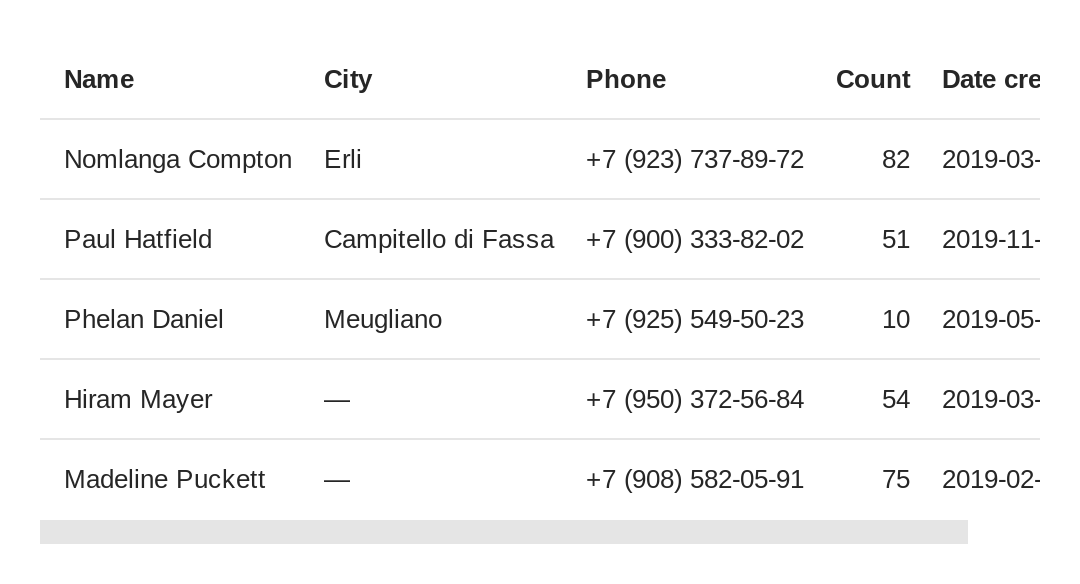 Name City Phone Count Date cre
Nomlanga Compton Erli +7 (923) 737-89-72 82 2019-03-
Paul Hatfield Campitello di Fassa +7 (900) 333-82-02 51 2019-11-
Phelan Daniel Meugliano +7 (925) 549-50-23 10 2019-05-
Hiram Mayer — +7 (950) 372-56-84 54 2019-03-
Madeline Puckett — +7 (908) 582-05-91 75 2019-02-